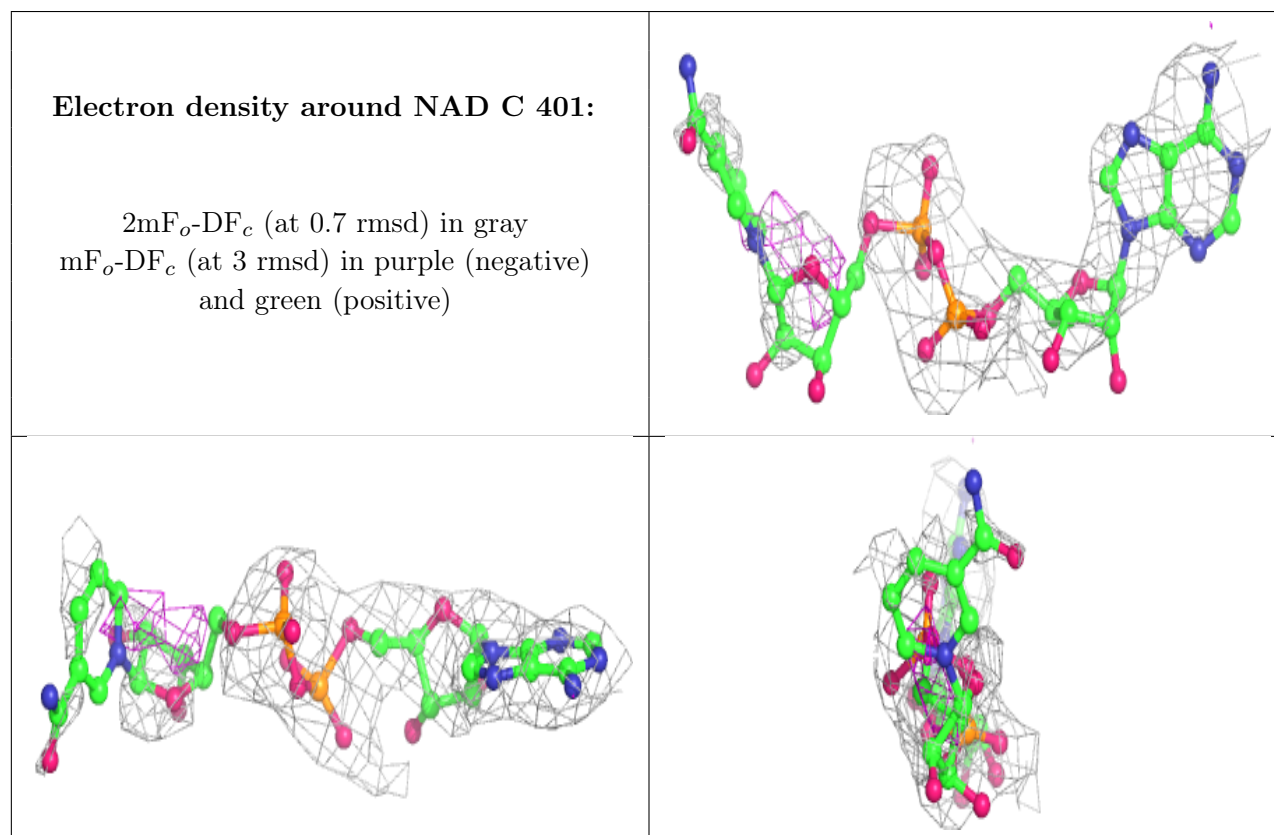 Electron density around NAD C 401:
2mFo-DFc (at 0.7 rmsd) in gray
mFo-DFc (at 3 rmsd) in purple (negative)
and green (positive)